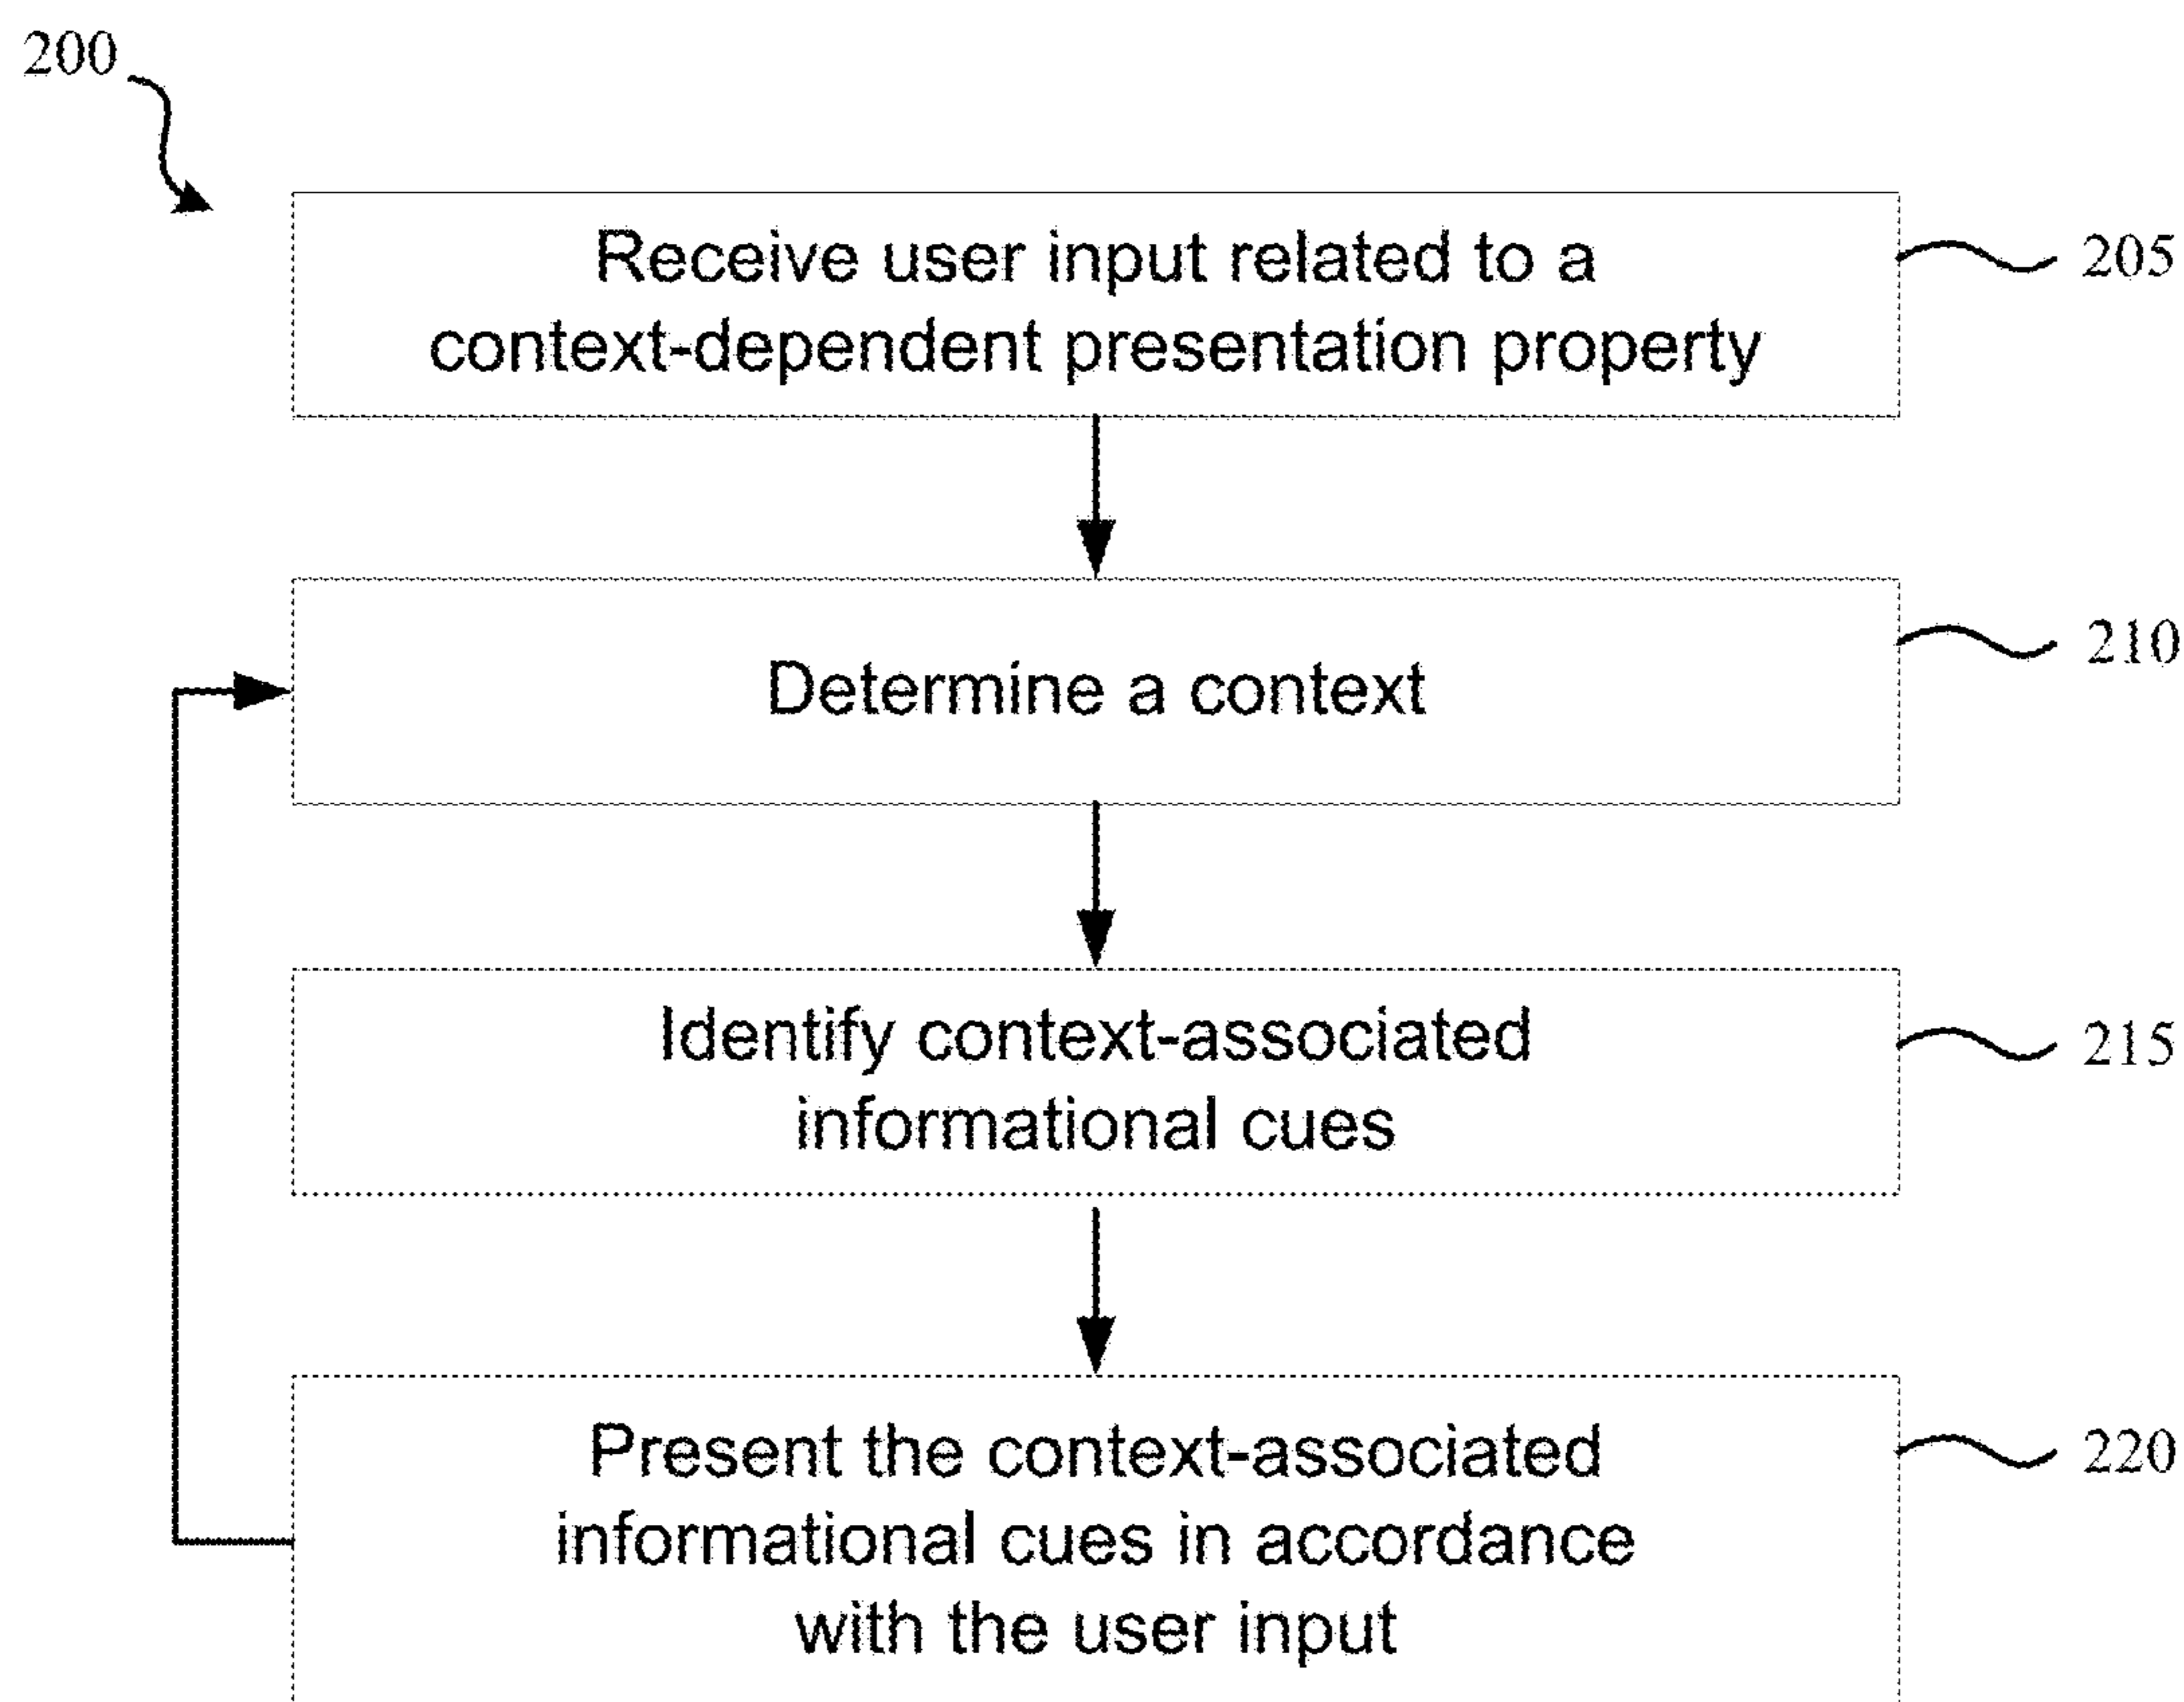 200
Receive user input related to a
context-dependent presentation property
205
Determine a context
210
Identify context-associated
informational cues
215
Present the context-associated
informational cues in accordance
with the user input
220